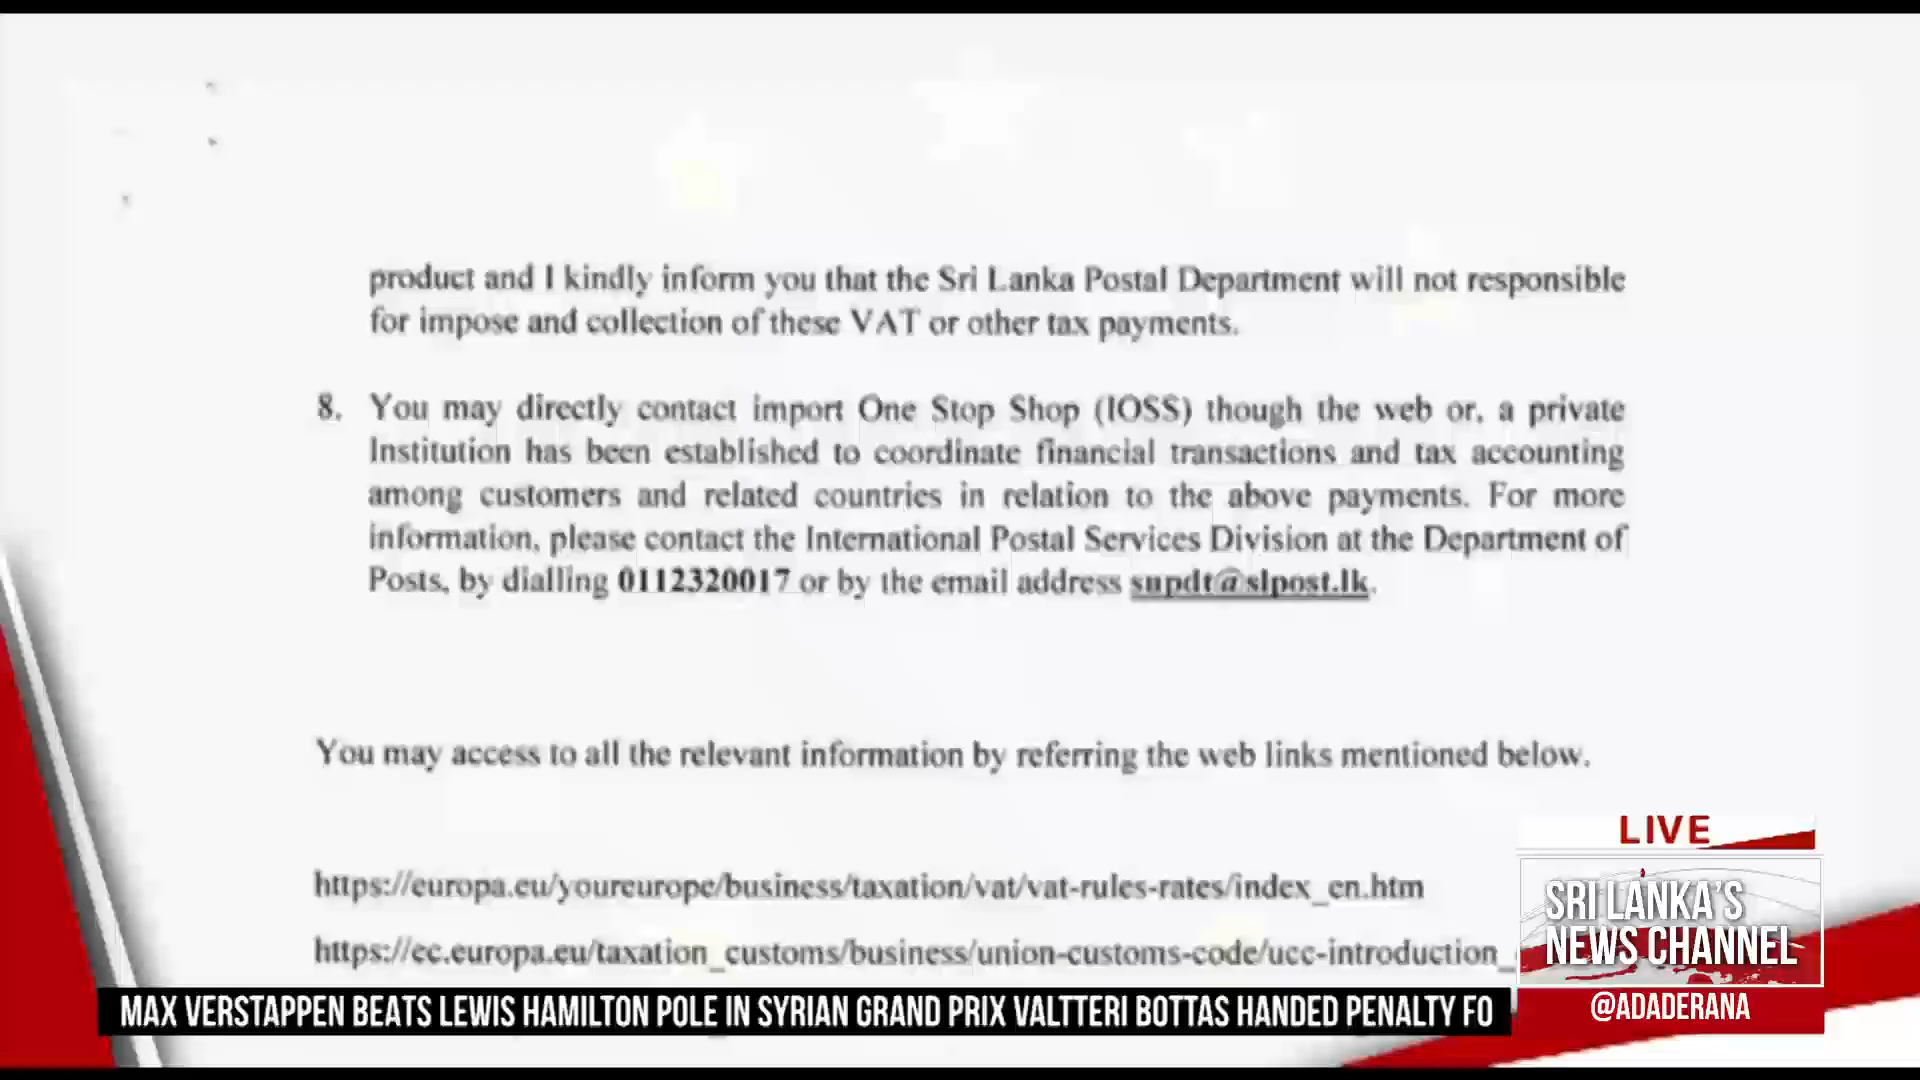 product and I kindly inform you that the Sri Lanka Postal Department will not responsible
for impose and collection of these VAT or other tax payments.
8. You may directly contact import One Stop Shop (IOSS) though the web or, a private
Institution has been established to coordinate financial transactions and tax accounting
among customers and related countries in relation to the above payments. For more
information, please contact the International Postal Services Division at the Department of
Posts, by dialling 0112320017 or by the email address supdt@slpost.lk.
You may access to all the relevant information by referring the web links mentioned below.
https://europa.eu/youreurope/business/taxation/vat/vat-rules-rates/index_en.htm
https://ec.europa.eu/taxation_customs/business/union-customs-code/ucc-introduction_
LIVE
SRI LANKA'S
NEWS CHANNEL
@ADADERANA
MAX VERSTAPPEN BEATS LEWIS HAMILTON POLE IN SYRIAN GRAND PRIX VALTTERI BOTTAS HANDED PENALTY FO